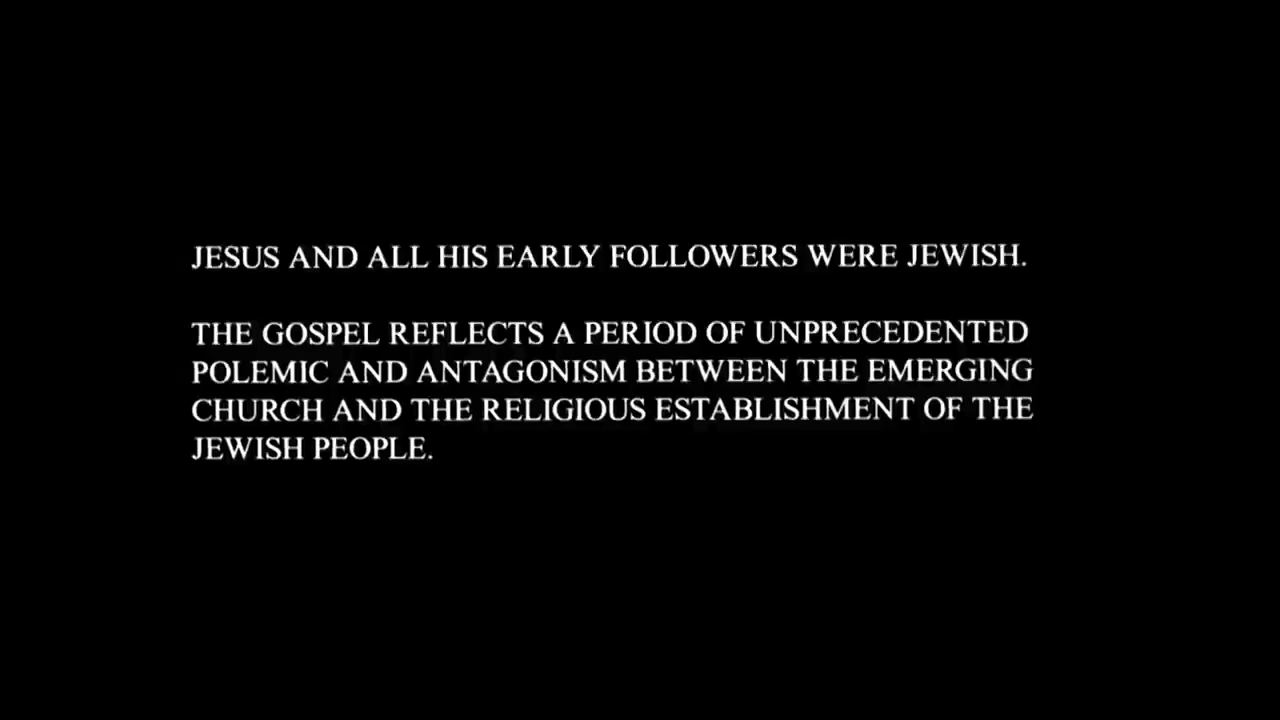 JESUS AND ALL HIS EARLY FOLLOWERS WERE JEWISH.
THE GOSPEL REFLECTS A PERIOD OF UNPRECEDENTED
POLEMIC AND ANTAGONISM BETWEEN THE EMERGING
CHURCH AND THE RELIGIOUS ESTABLISHMENT OF THE
JEWISH PEOPLE.